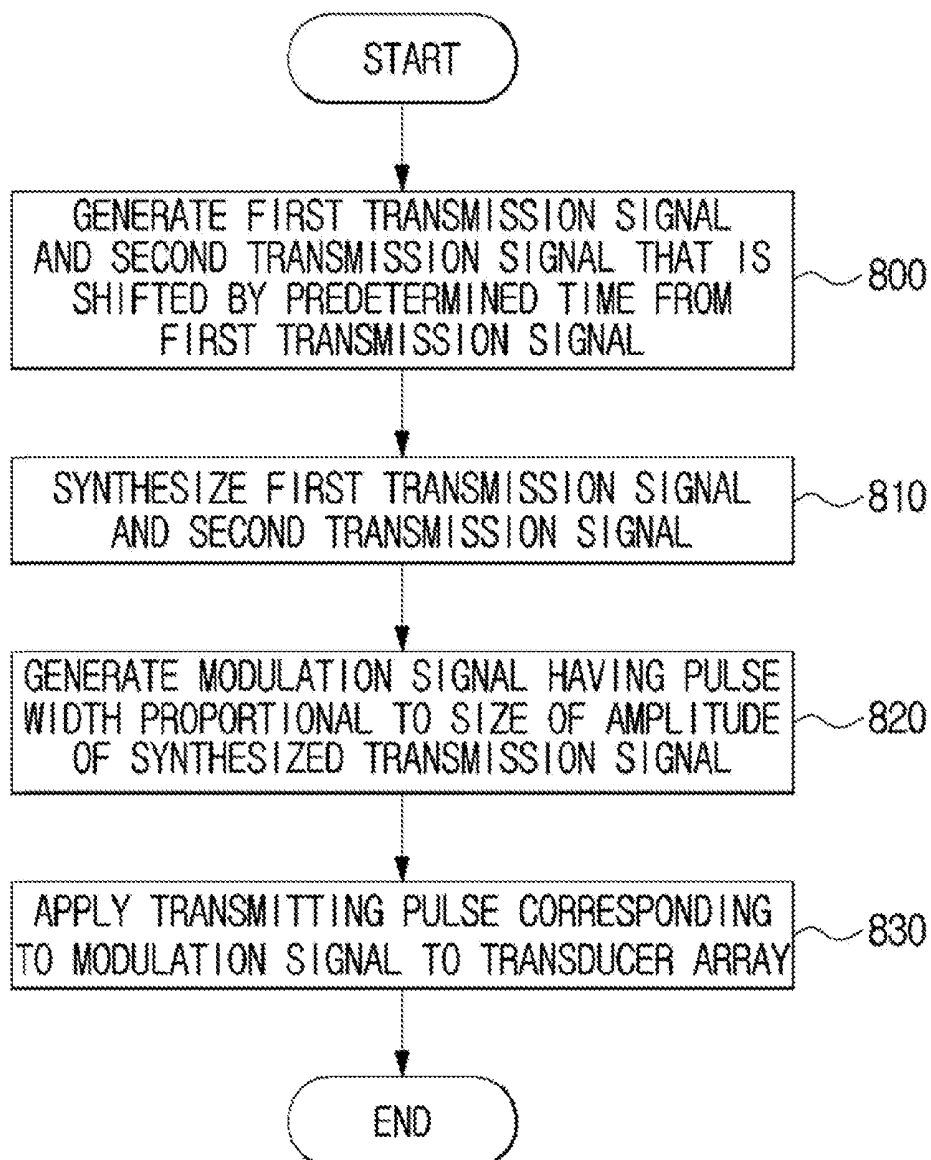 START
GENERATE FIRST TRANSMISSION SIGNAL
AND SECOND TRANSMISSION SIGNAL THAT IS
SHIFTED BY PREDETERMINED TIME FROM
FIRST TRANSMISSION SIGNAL
800
SYNTHESIZE FIRST TRANSMISSION SIGNAL
AND SECOND TRANSMISSION SIGNAL
810
GENERATE MODULATION SIGNAL HAVING PULSE
WIDTH PROPORTIONAL TO SIZE OF AMPLITUDE
OF SYNTHESIZED TRANSMISSION SIGNAL
820
APPLY TRANSMITTING PULSE CORRESPONDING
TO MODULATION SIGNAL TO TRANSDUCER ARRAY
830
END